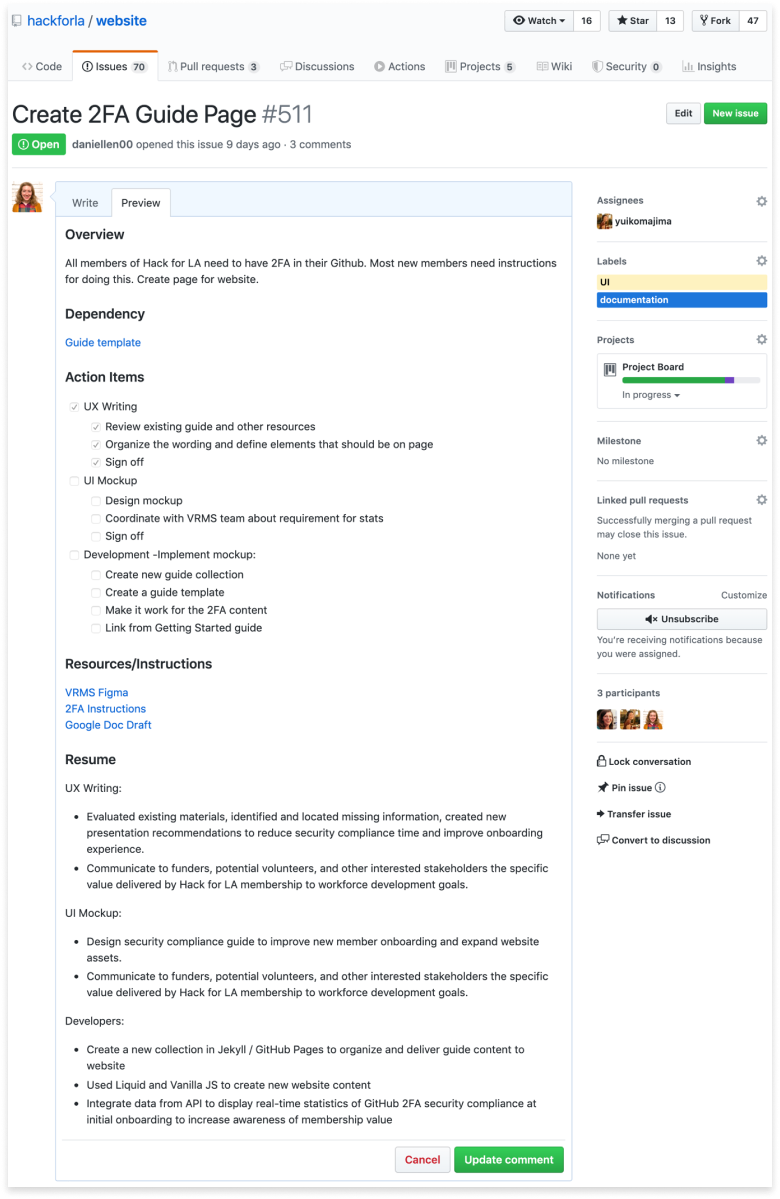 hackforla / website
Watch 16 Star 13 Fork 47
Code Issues 70 Pull requests 3 Discussions Actions Projects 5 Wiki Security 0 Insights
Create 2FA Guide Page #511
Edit New issue
Open daniellen00 opened this issue 9 days ago · 3 comments
Write Preview
Overview
All members of Hack for LA need to have 2FA in their Github. Most new members need instructions
for doing this. Create page for website.
Dependency
Guide template
Action Items
UX Writing
Review existing guide and other resources
Organize the wording and define elements that should be on page
Sign off
UI Mockup
Design mockup
Coordinate with VRMS team about requirement for stats
Sign off
Development -Implement mockup:
Create new guide collection
Create a guide template
Make it work for the 2FA content
Link from Getting Started guide
Resources/Instructions
VRMS Figma
2FA Instructions
Google Doc Draft
Resume
UX Writing:
• Evaluated existing materials, identified and located missing information, created new
presentation recommendations to reduce security compliance time and improve onboarding
experience.
• Communicate to funders, potential volunteers, and other interested stakeholders the specific
value delivered by Hack for LA membership to workforce development goals.
UI Mockup:
• Design security compliance guide to improve new member onboarding and expand website
assets.
• Communicate to funders, potential volunteers, and other interested stakeholders the specific
value delivered by Hack for LA membership to workforce development goals.
Developers:
• Create a new collection in Jekyll / GitHub Pages to organize and deliver guide content to
website
• Used Liquid and Vanilla JS to create new website content
• Integrate data from API to display real-time statistics of GitHub 2FA security compliance at
initial onboarding to increase awareness of membership value
Cancel Update comment
Assignees
yuikomajima
Labels
UI
documentation
Projects
Project Board
In progress
Milestone
No milestone
Linked pull requests
Successfully merging a pull request
may close this issue.
None yet
Notifications Customize
Unsubscribe
You're receiving notifications because
you were assigned.
3 participants
Lock conversation
Pin issue
Transfer issue
Convert to discussion